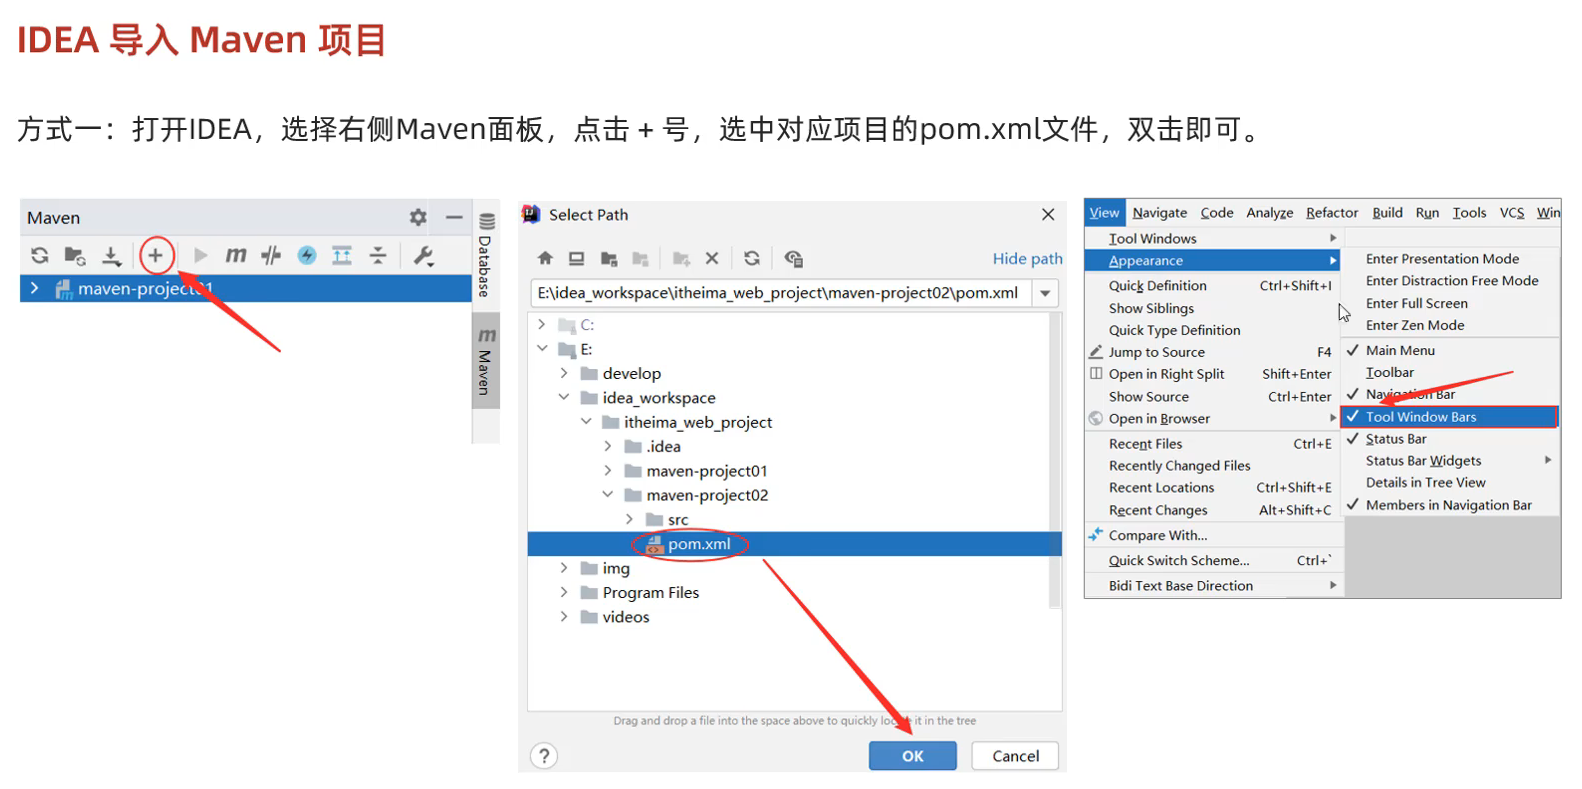 IDEA 导入 Maven 项目
方式一：打开IDEA，选择右侧Maven面板，点击 + 号，选中对应项目的pom.xml文件，双击即可。
Maven
maven-project01
Database
m Maven
Select Path
Hide path
E:\idea_workspace\itheima_web_project\maven-project02\pom.xml
C:
E:
develop
idea_workspace
itheima_web_project
.idea
maven-project01
maven-project02
src
pom.xml
img
Program Files
videos
Drag and drop a file into the space above to quickly locate it in the tree
?
OK
Cancel
View Navigate Code Analyze Refactor Build Run Tools VCS Win
Tool Windows
Appearance
Quick Definition Ctrl+Shift+I
Show Siblings
Quick Type Definition
Jump to Source F4
Open in Right Split Shift+Enter
Show Source Ctrl+Enter
Open in Browser
Recent Files Ctrl+E
Recently Changed Files
Recent Locations Ctrl+Shift+E
Recent Changes Alt+Shift+C
Compare With...
Quick Switch Scheme... Ctrl+`
Bidi Text Base Direction
Enter Presentation Mode
Enter Distraction Free Mode
Enter Full Screen
Enter Zen Mode
Main Menu
Toolbar
Navigation Bar
Tool Window Bars
Status Bar
Status Bar Widgets
Details in Tree View
Members in Navigation Bar